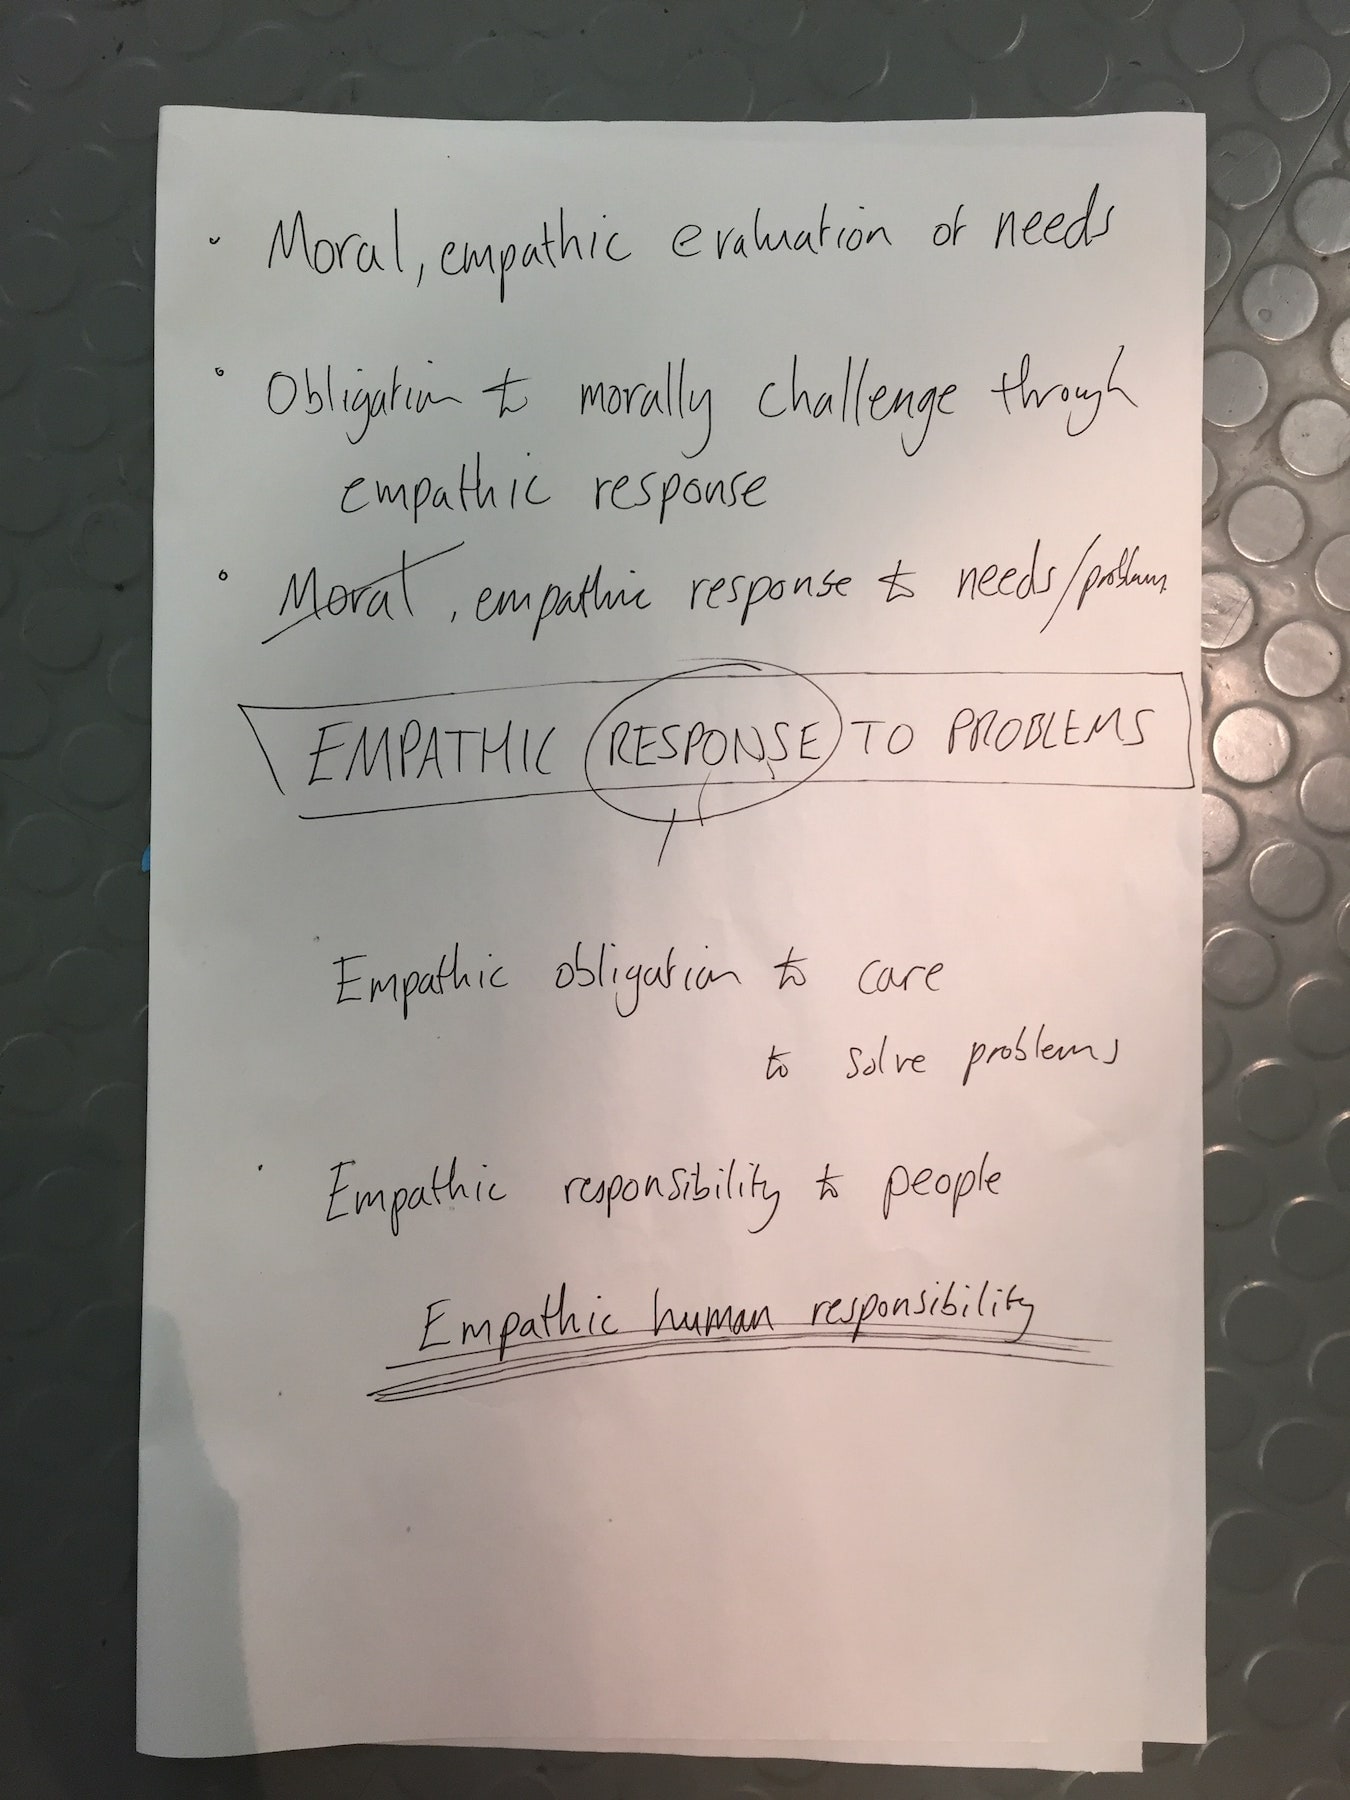 Moral, empathic evaluation of needs
Obligation to morally challenge through
empathic response
Moral, empathic response to needs/problems
EMPATHIC RESPONSE TO PROBLEMS
Empathic obligation to care
to solve problems
Empathic responsibility to people
Empathic human responsibility